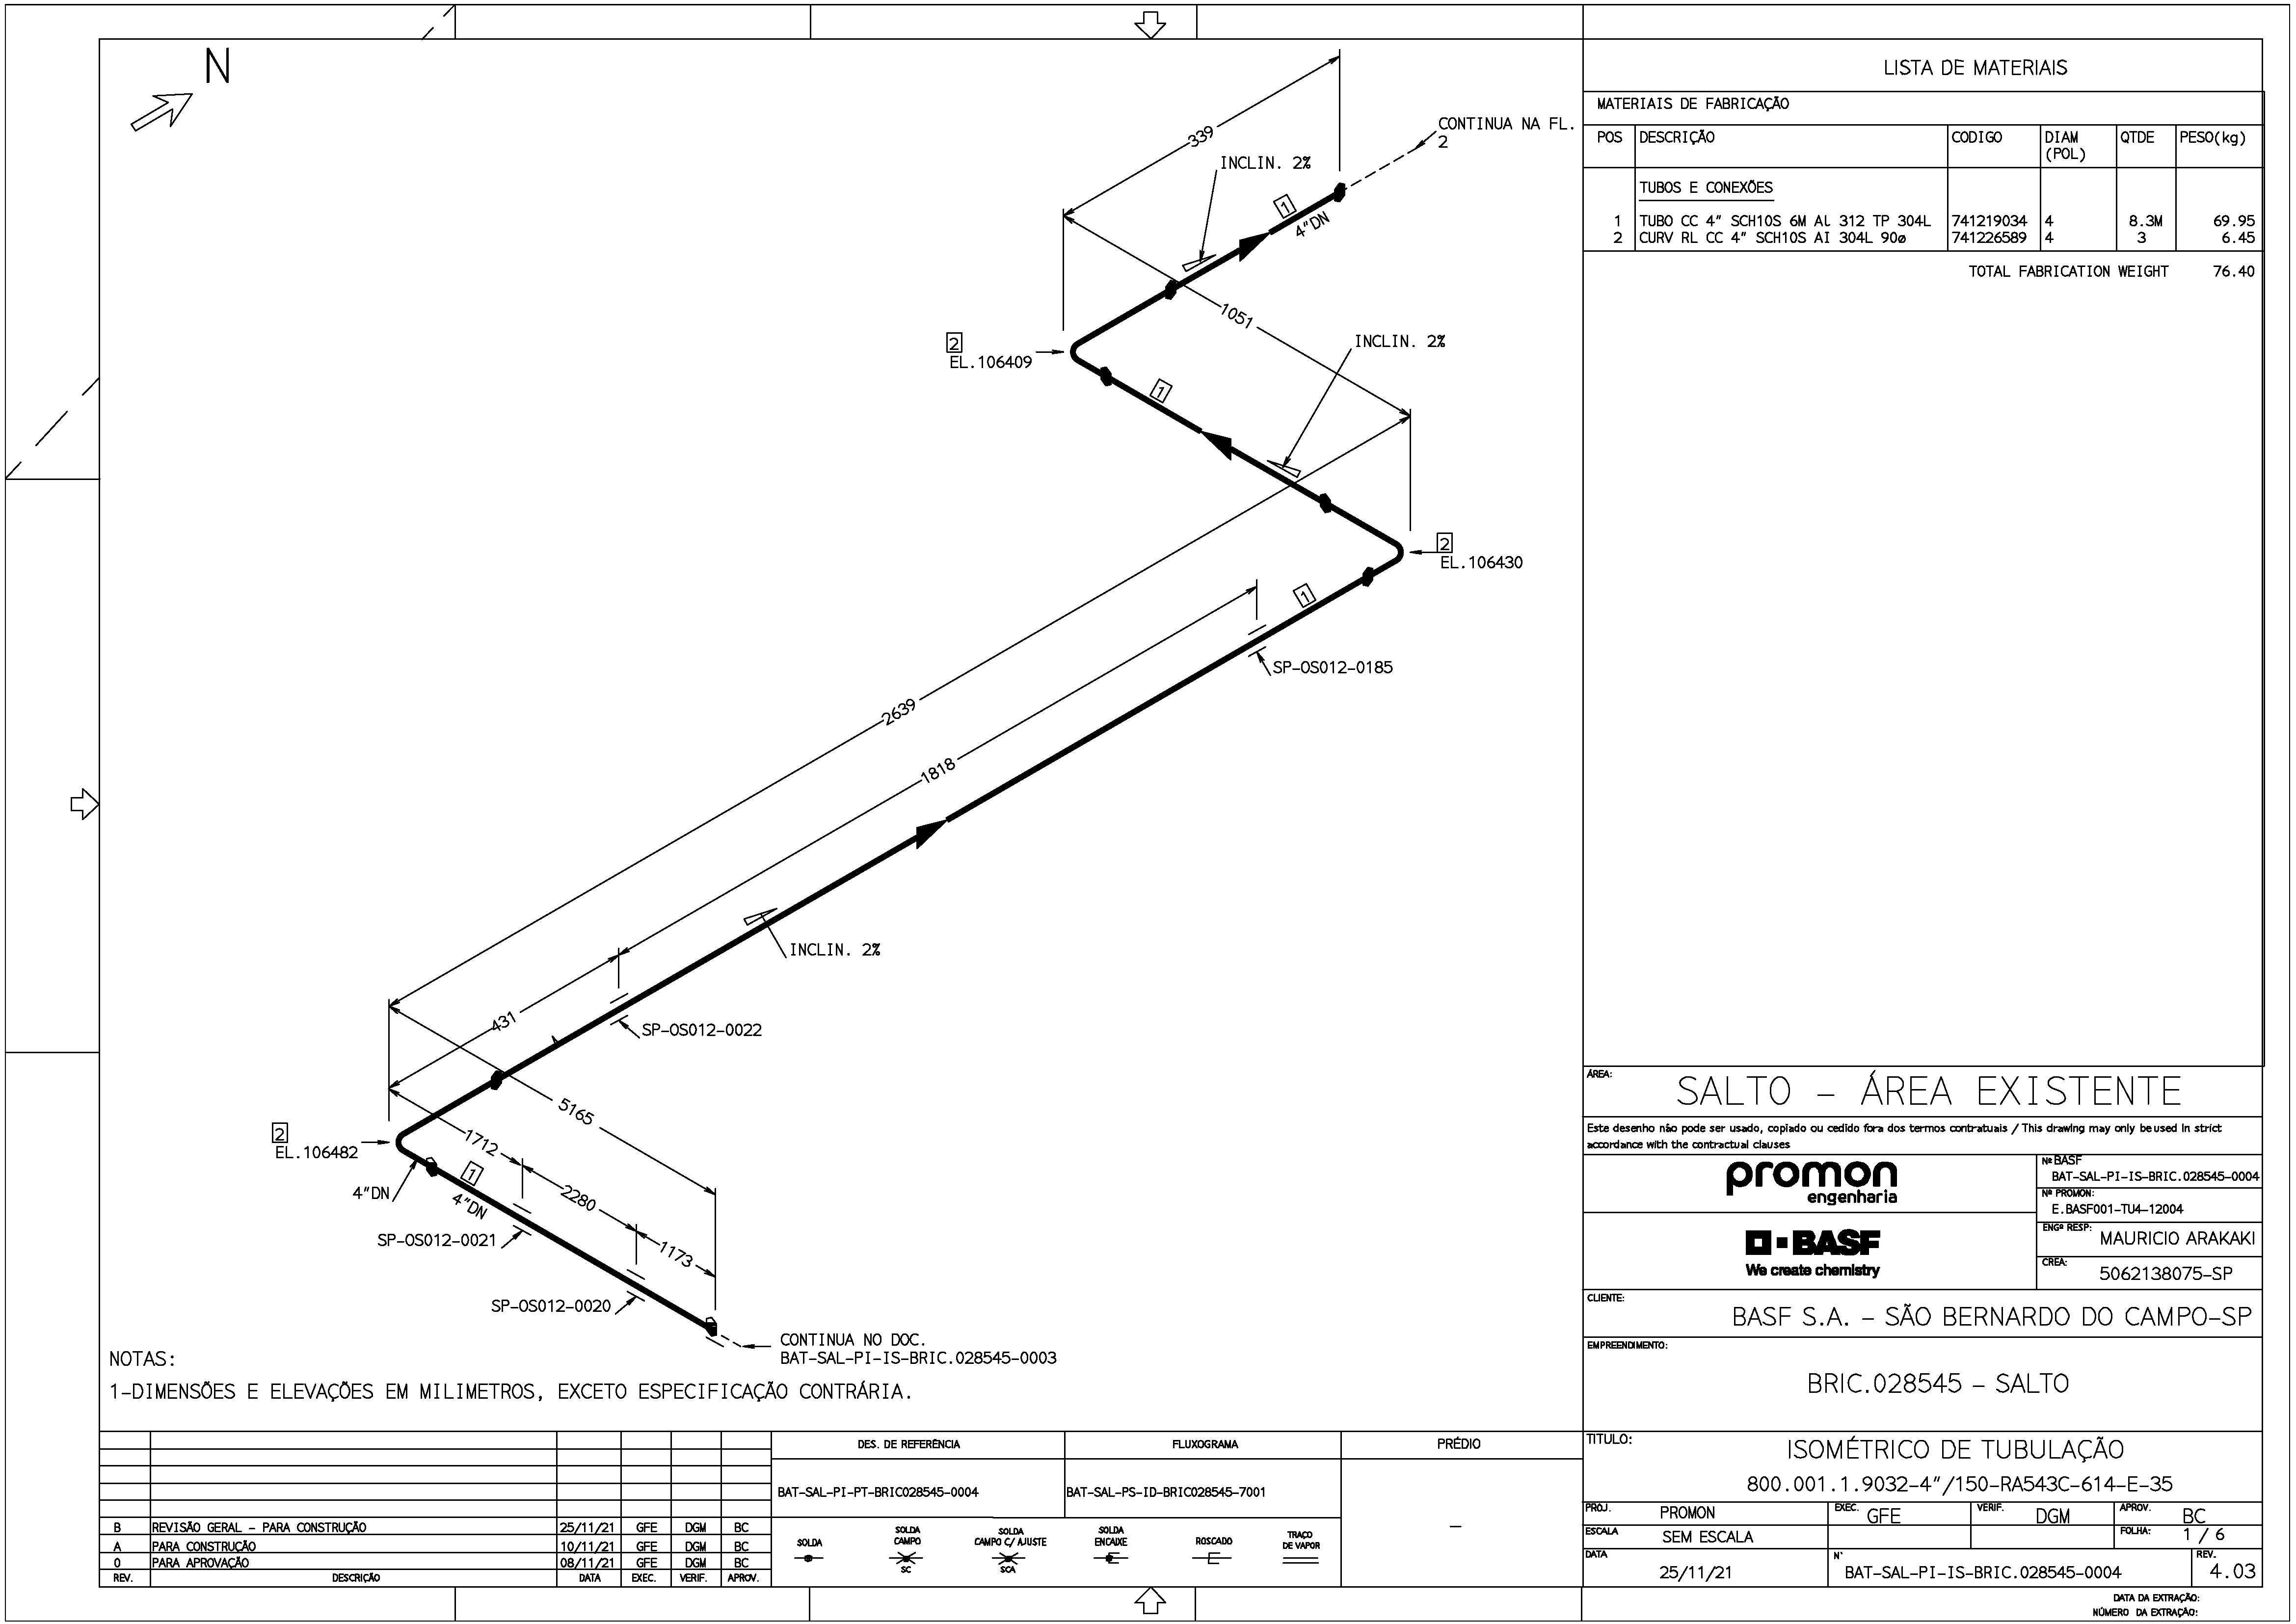 N
339
CONTINUA NA FL.
2
INCLIN. 2%
1
4"DN
1051
2
EL.106409
INCLIN. 2%
1
2
EL.106430
1
SP-OS012-0185
2639
1818
INCLIN. 2%
431
SP-OS012-0022
5165
2
EL.106482
1712
1
4"DN
4"DN
2280
SP-OS012-0021
1173
SP-OS012-0020
CONTINUA NO DOC.
BAT-SAL-PI-IS-BRIC.028545-0003
NOTAS:
1-DIMENSÕES E ELEVAÇÕES EM MILIMETROS, EXCETO ESPECIFICAÇÃO CONTRÁRIA.
LISTA DE MATERIAIS
MATERIAIS DE FABRICAÇÃO
POS DESCRIÇÃO CODIGO DIAM (POL) QTDE PESO(kg)
TUBOS E CONEXÕES
1 TUBO CC 4" SCH10S 6M Al 312 TP 304L 741219034 4 8.3M 69.95
2 CURV RL CC 4" SCH10S AI 304L 90ø 741226589 4 3 6.45
TOTAL FABRICATION WEIGHT 76.40
ÁREA:
SALTO - ÁREA EXISTENTE
Este desenho não pode ser usado, copiado ou cedido fora dos termos contratuais / This drawing may only be used in strict
accordance with the contractual clauses
promon
engenharia
Nº BASF
BAT-SAL-PI-IS-BRIC.028545-0004
Nº PROMON:
E.BASF001-TU4-12004
BASF
We create chemistry
ENGº RESP:
MAURICIO ARAKAKI
CREA:
5062138075-SP
CLIENTE:
BASF S.A. - SÃO BERNARDO DO CAMPO-SP
EMPREENDIMENTO:
BRIC.028545 - SALTO
TITULO:
ISOMÉTRICO DE TUBULAÇÃO
800.001.1.9032-4"/150-RA543C-614-E-35
PROJ. PROMON EXEC. GFE VERIF. DGM APROV. BC
ESCALA SEM ESCALA FOLHA: 1 / 6
DATA 25/11/21 N° BAT-SAL-PI-IS-BRIC.028545-0004 REV. 4.03
DATA DA EXTRAÇÃO:
NÚMERO DA EXTRAÇÃO:
B REVISÃO GERAL - PARA CONSTRUÇÃO 25/11/21 GFE DGM BC
A PARA CONSTRUÇÃO 10/11/21 GFE DGM BC
0 PARA APROVAÇÃO 08/11/21 GFE DGM BC
REV. DESCRIÇÃO DATA EXEC. VERIF. APROV.
DES. DE REFERÊNCIA FLUXOGRAMA PRÉDIO
BAT-SAL-PI-PT-BRIC028545-0004 BAT-SAL-PS-ID-BRIC028545-7001
-
SOLDA
SOLDA CAMPO
SC
SOLDA CAMPO C/ AJUSTE
SCA
SOLDA ENCAIXE
ROSCADO
TRAÇO DE VAPOR